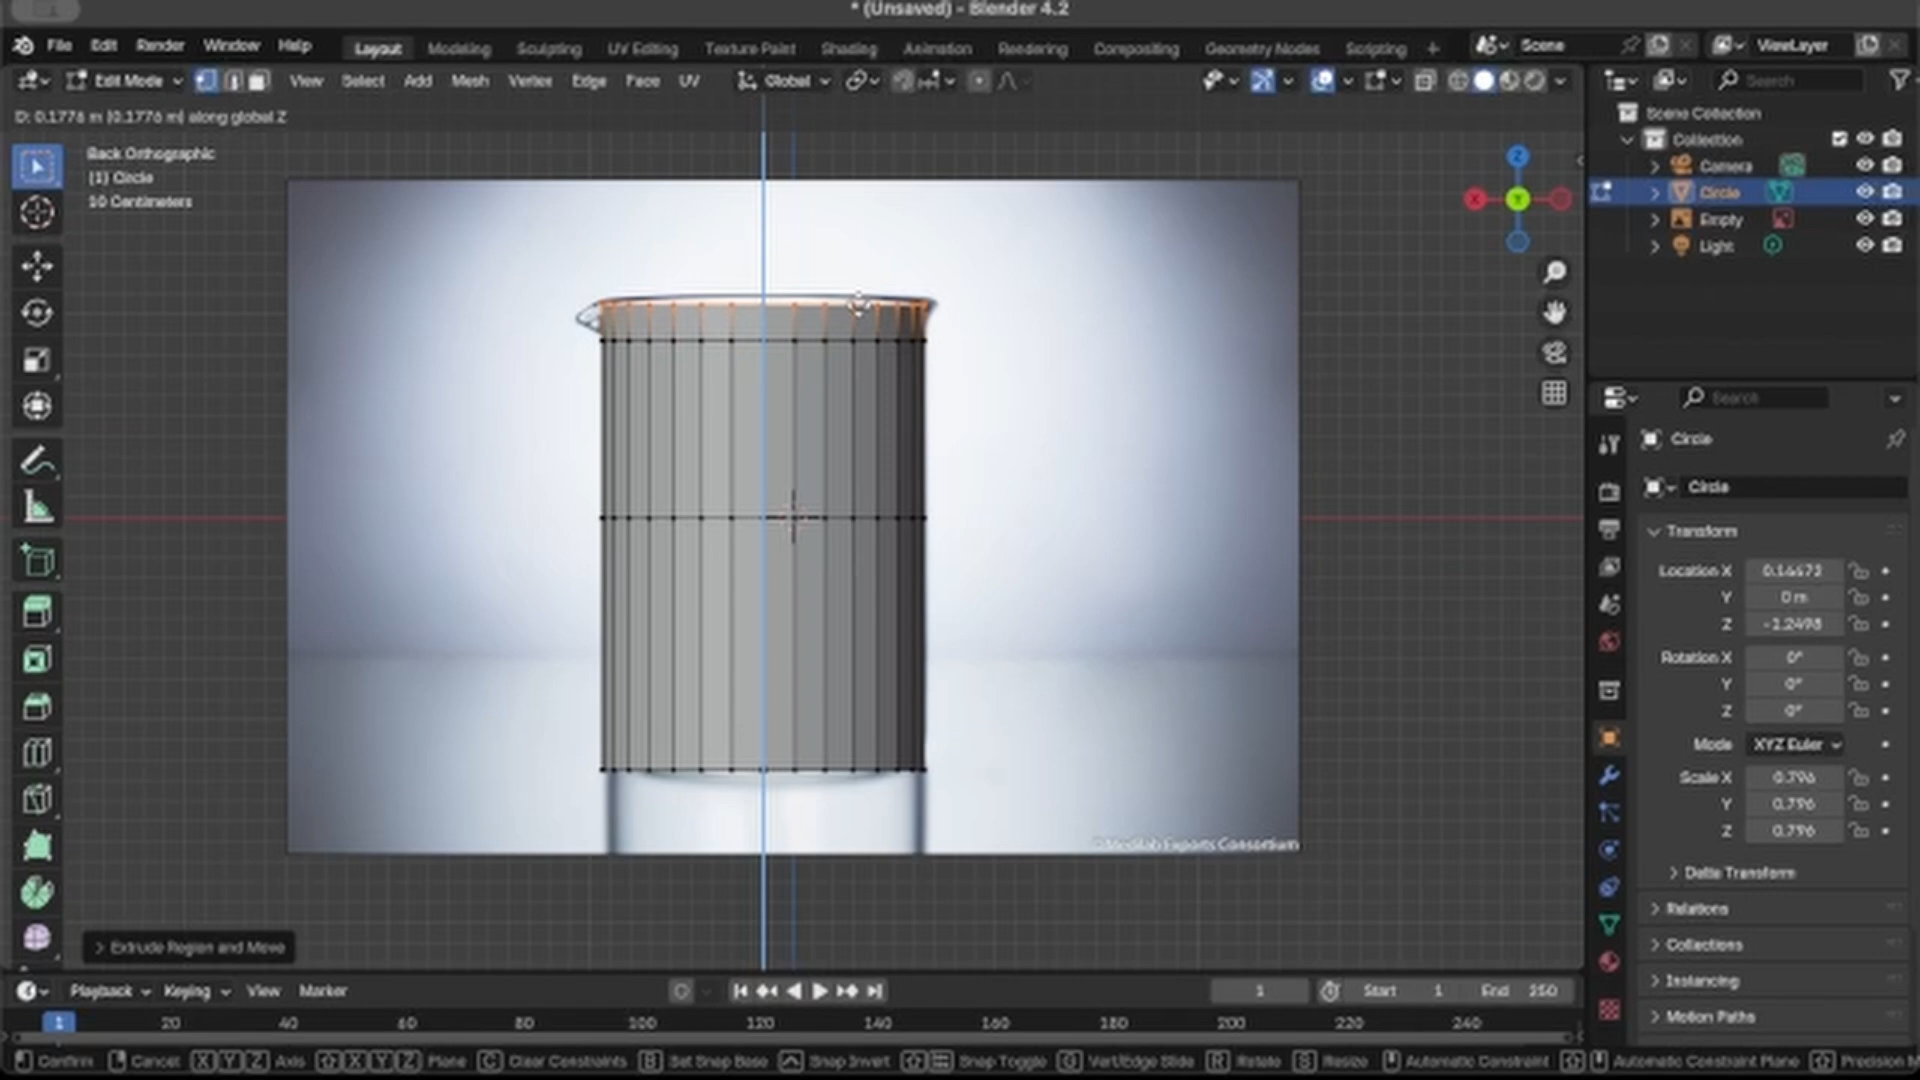 * (Unsaved) - Blender 4.2
File Edit Render Window Help Layout Modeling Sculpting UV Editing Texture Paint Shading Animation Rendering Compositing Geometry Nodes Scripting + Scene ViewLayer
Edit Mode View Select Add Mesh Vertex Edge Face UV Global Search
D: 0.1776 m (0.1776 m) along global Z
Back Orthographic
(1) Circle
10 Centimeters
Z
X
Y
Scene Collection
Collection
Camera
Circle
Empty
Light
Search
Circle
Circle
Transform
Location X
Y 0 m
Z -1.2498
Rotation X 0°
Y 0°
Z 0°
Mode XYZ Euler
Scale X 0.796
Y 0.796
Z 0.796
Delta Transform
Relations
Collections
Instancing
Motion Paths
Exports Consortium
Extrude Region and Move
Playback Keying View Marker 1 Start 1 End 250
1 20 40 60 80 100 120 140 160 180 200 220 240
Confirm Cancel X Y Z Axis X Y Z Plane C Clear Constraints B Set Snap Base Snap Invert Snap Toggle G Vert/Edge Slide R Rotate S Resize Automatic Constraint Automatic Constraint Plane Precision M